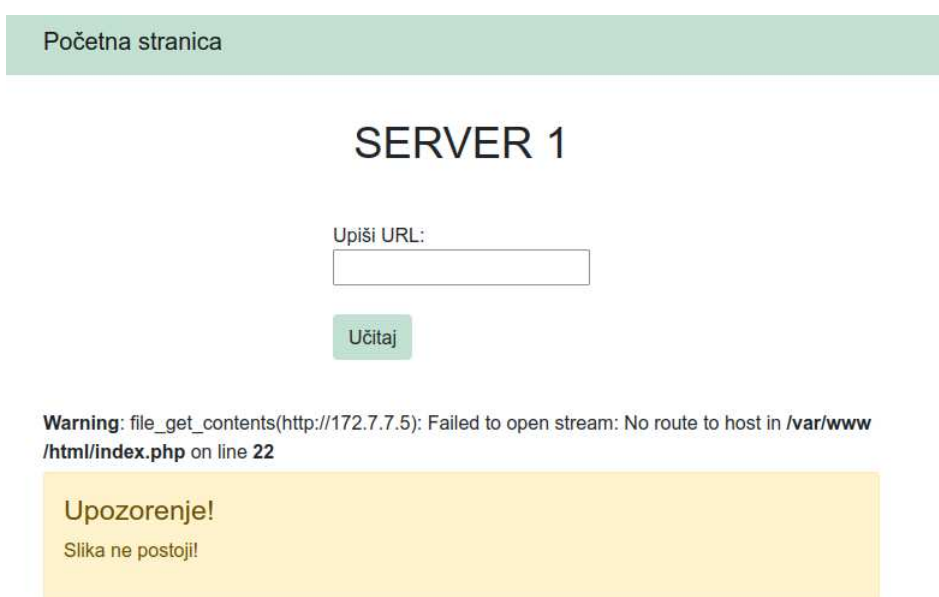 Početna stranica
SERVER 1
Upiši URL:
Učitaj
Warning: file_get_contents(http://172.7.7.5): Failed to open stream: No route to host in /var/www
/html/index.php on line 22
Upozorenje!
Slika ne postoji!